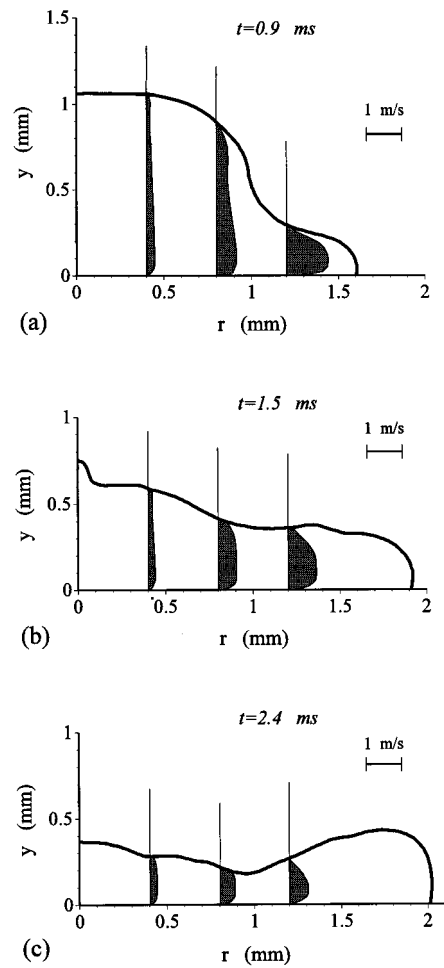 t=0.9 ms
1.5
1
0.5
0
y (mm)
1 m/s
0 0.5 1 1.5 2
(a)
r (mm)
t=1.5 ms
1
0.5
0
y (mm)
1 m/s
0 0.5 1 1.5 2
(b)
r (mm)
t=2.4 ms
1
0.5
0
y (mm)
1 m/s
0 0.5 1 1.5 2
(c)
r (mm)